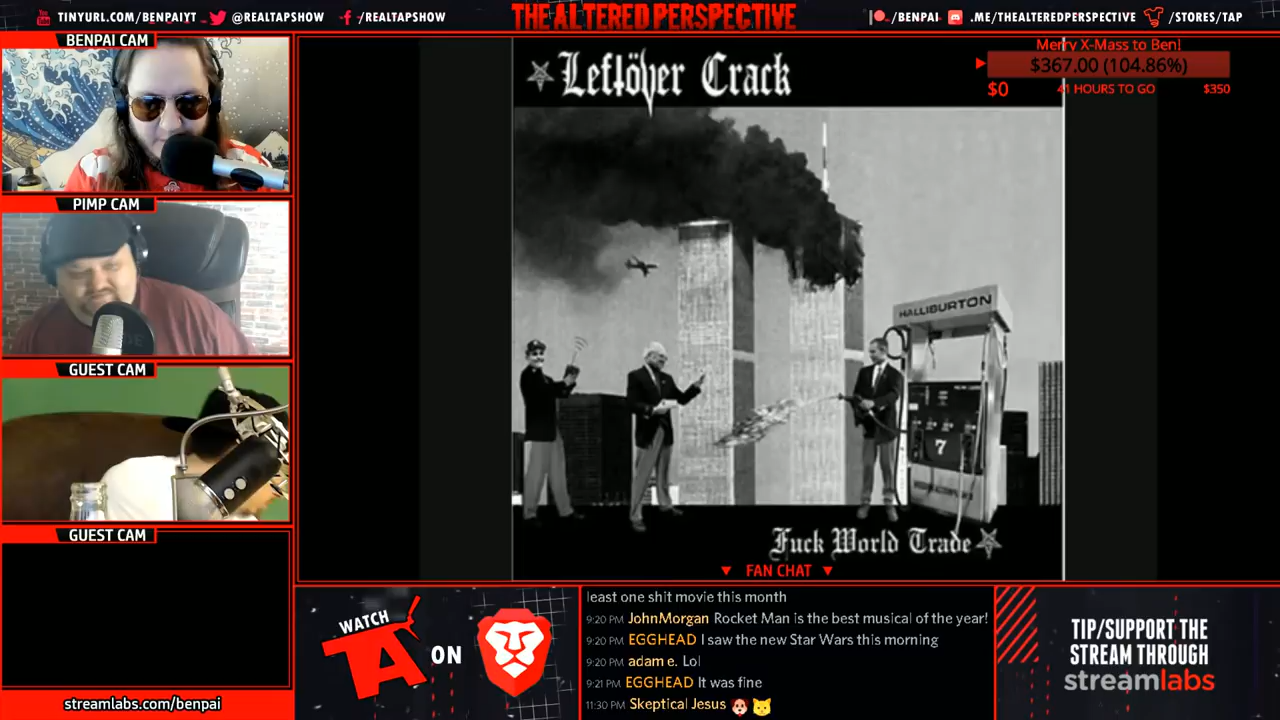 TINYURL.COM/BENPAIYT @REALTAPSHOW /REALTAPSHOW THE ALTERED PERSPECTIVE /BENPAI .ME/THEALTEREDPERSPECTIVE /STORES/TAP
BENPAI CAM
PIMP CAM
GUEST CAM
GUEST CAM
streamlabs.com/benpai
Leftöver Crack
Merry X-Mass to Ben!
$367.00 (104.86%)
$0 41 HOURS TO GO $350
HALLIBURTON
7
Fuck World Trade
FAN CHAT
WATCH
TA ON
least one sh!t movie this month
9:20 PM JohnMorgan Rocket Man is the best musical of the year!
9:20 PM EGGHEAD I saw the new Star Wars this morning
9:20 PM adam e. Lol
9:21 PM EGGHEAD It was fine
11:30 PM Skeptical Jesus
TIP/SUPPORT THE
STREAM THROUGH
streamlabs